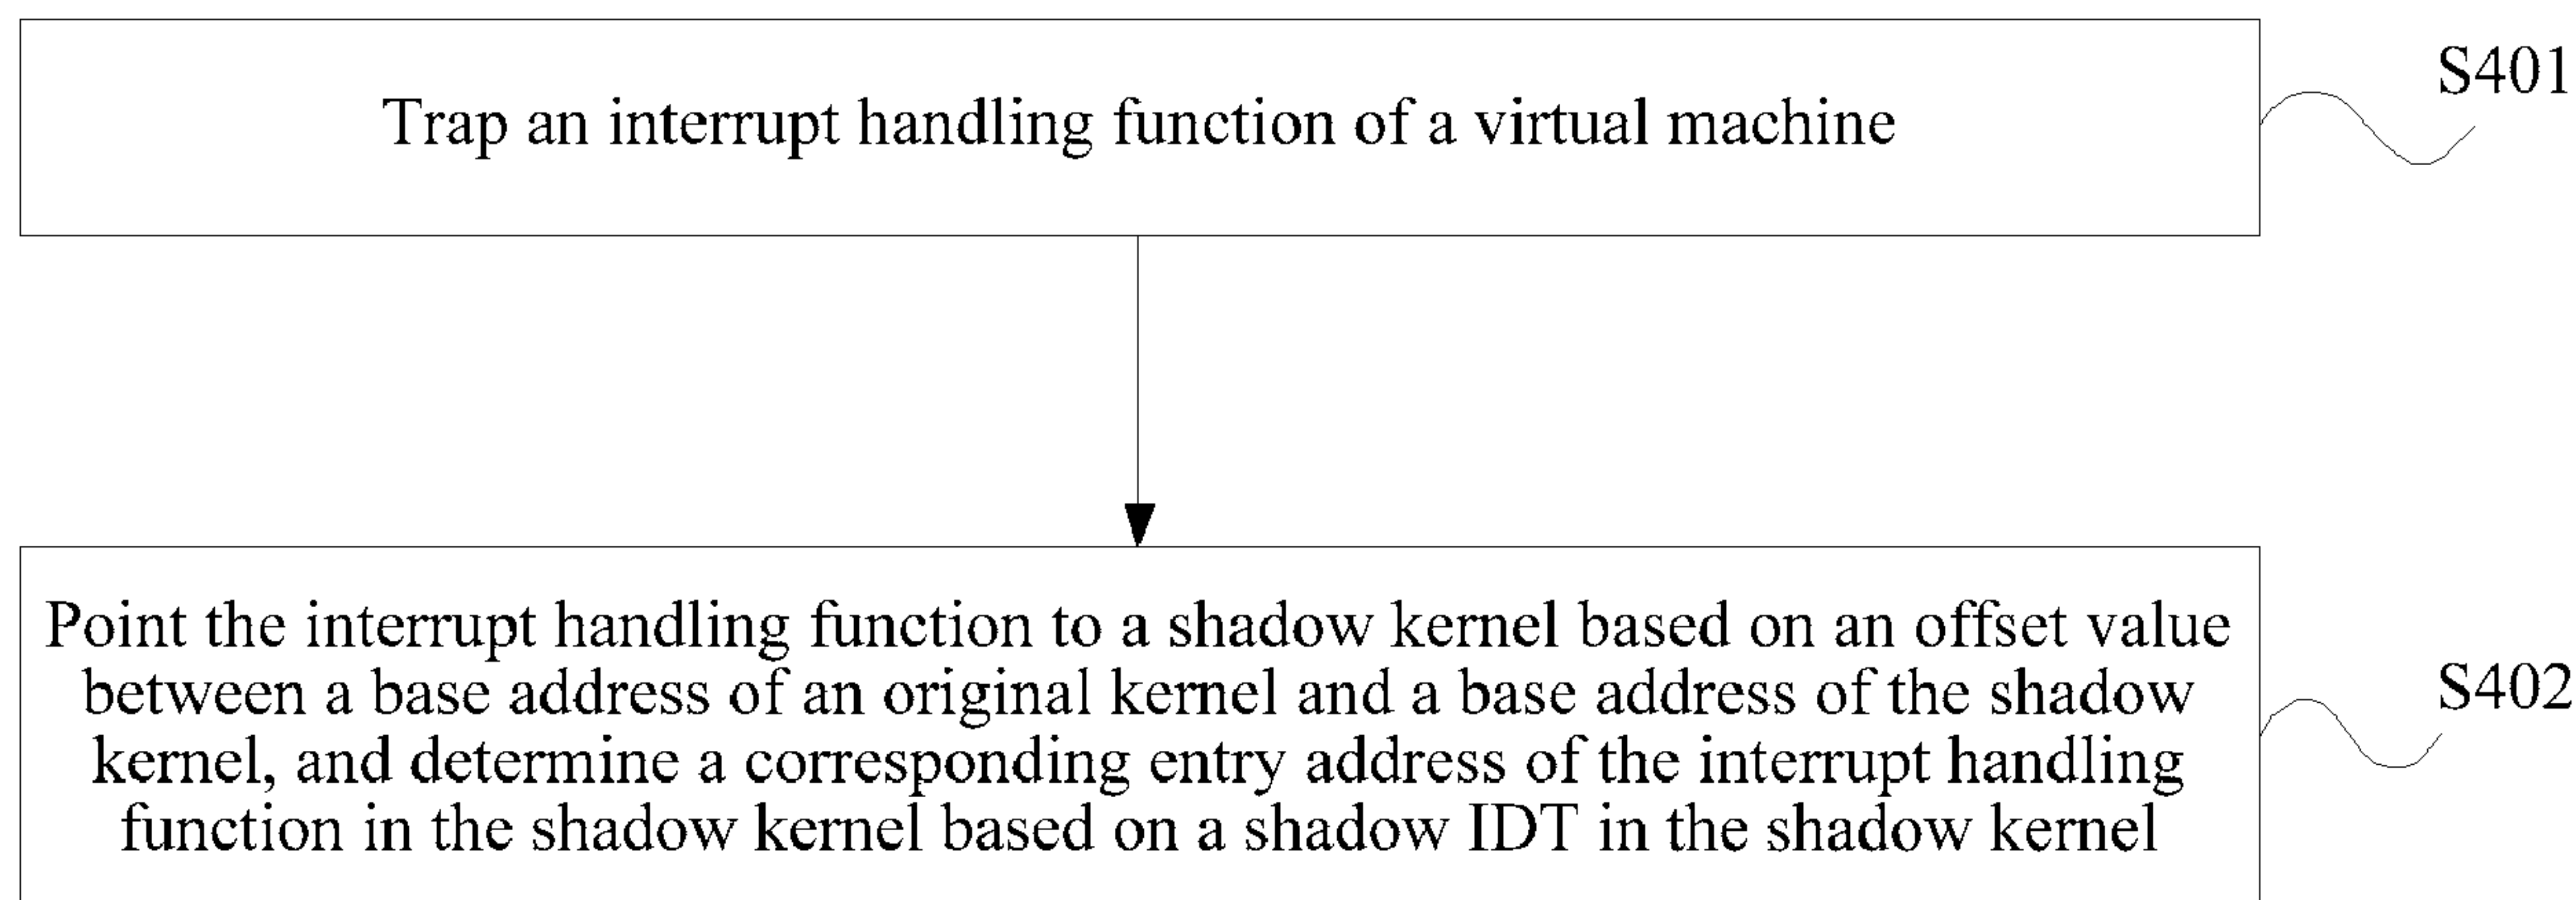 Trap an interrupt handling function of a virtual machine
S401
Point the interrupt handling function to a shadow kernel based on an offset value
between a base address of an original kernel and a base address of the shadow
kernel, and determine a corresponding entry address of the interrupt handling
function in the shadow kernel based on a shadow IDT in the shadow kernel
S402